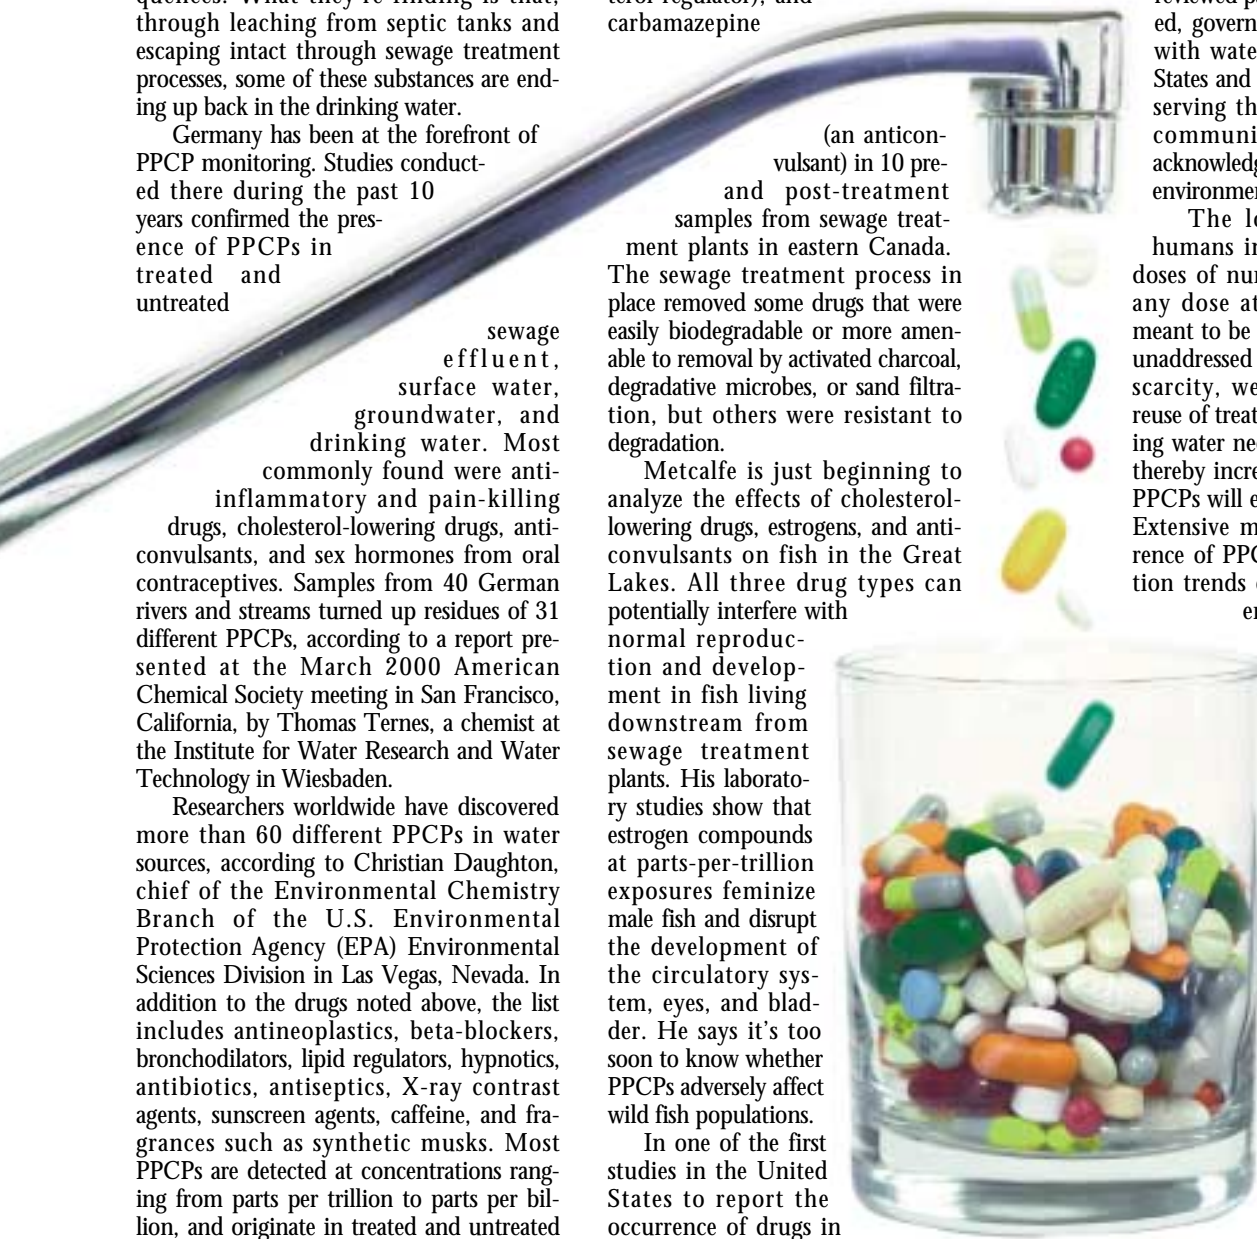 through leaching from septic tanks and
escaping intact through sewage treatment
processes, some of these substances are end-
ing up back in the drinking water.
Germany has been at the forefront of
PPCP monitoring. Studies conduct-
ed there during the past 10
years confirmed the pres-
ence of PPCPs in
treated and
untreated
sewage
effluent,
surface water,
groundwater, and
drinking water. Most
commonly found were anti-
inflammatory and pain-killing
drugs, cholesterol-lowering drugs, anti-
convulsants, and sex hormones from oral
contraceptives. Samples from 40 German
rivers and streams turned up residues of 31
different PPCPs, according to a report pre-
sented at the March 2000 American
Chemical Society meeting in San Francisco,
California, by Thomas Ternes, a chemist at
the Institute for Water Research and Water
Technology in Wiesbaden.
Researchers worldwide have discovered
more than 60 different PPCPs in water
sources, according to Christian Daughton,
chief of the Environmental Chemistry
Branch of the U.S. Environmental
Protection Agency (EPA) Environmental
Sciences Division in Las Vegas, Nevada. In
addition to the drugs noted above, the list
includes antineoplastics, beta-blockers,
bronchodilators, lipid regulators, hypnotics,
antibiotics, antiseptics, X-ray contrast
agents, sunscreen agents, caffeine, and fra-
grances such as synthetic musks. Most
PPCPs are detected at concentrations rang-
ing from parts per trillion to parts per bil-
lion, and originate in treated and untreated
carbamazepine
(an anticon-
vulsant) in 10 pre-
and post-treatment
samples from sewage treat-
ment plants in eastern Canada.
The sewage treatment process in
place removed some drugs that were
easily biodegradable or more amen-
able to removal by activated charcoal,
degradative microbes, or sand filtra-
tion, but others were resistant to
degradation.
Metcalfe is just beginning to
analyze the effects of cholesterol-
lowering drugs, estrogens, and anti-
convulsants on fish in the Great
Lakes. All three drug types can
potentially interfere with
normal reproduc-
tion and develop-
ment in fish living
downstream from
sewage treatment
plants. His laborato-
ry studies show that
estrogen compounds
at parts-per-trillion
exposures feminize
male fish and disrupt
the development of
the circulatory sys-
tem, eyes, and blad-
der. He says it's too
soon to know whether
PPCPs adversely affect
wild fish populations.
In one of the first
studies in the United
States to report the
occurrence of drugs in
ed, govern
with wate
States and
serving th
communi
acknowledg
environme
The lo
humans in
doses of nu
any dose at
meant to be
unaddressed
scarcity, we
reuse of treat
ing water ne
thereby incre
PPCPs will e
Extensive m
rence of PPC
tion trends